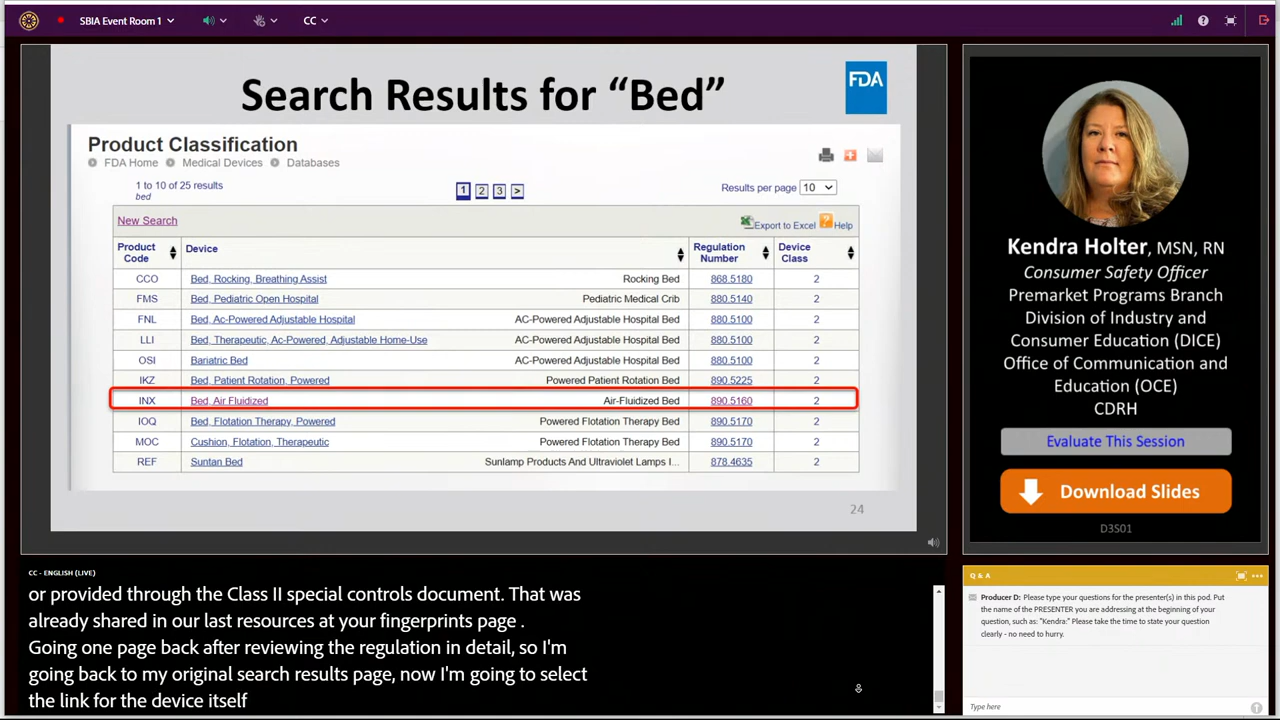 SBIA Event Room 1
CC
Search Results for “Bed”
FDA
Product Classification
FDA Home Medical Devices Databases
1 to 10 of 25 results
bed
1 2 3 >
Results per page 10
New Search
Export to Excel ? Help
Product Code Device Regulation Number Device Class
CCO Bed, Rocking, Breathing Assist Rocking Bed 868.5180 2
FMS Bed, Pediatric Open Hospital Pediatric Medical Crib 880.5140 2
FNL Bed, Ac-Powered Adjustable Hospital AC-Powered Adjustable Hospital Bed 880.5100 2
LLI Bed, Therapeutic, Ac-Powered, Adjustable Home-Use AC-Powered Adjustable Hospital Bed 880.5100 2
OSI Bariatric Bed AC-Powered Adjustable Hospital Bed 880.5100 2
IKZ Bed, Patient Rotation, Powered Powered Patient Rotation Bed 890.5225 2
INX Bed, Air Fluidized Air-Fluidized Bed 890.5160 2
IOQ Bed, Flotation Therapy, Powered Powered Flotation Therapy Bed 890.5170 2
MOC Cushion, Flotation, Therapeutic Powered Flotation Therapy Bed 890.5170 2
REF Suntan Bed Sunlamp Products And Ultraviolet Lamps I... 878.4635 2
24
Kendra Holter, MSN, RN
Consumer Safety Officer
Premarket Programs Branch
Division of Industry and
Consumer Education (DICE)
Office of Communication and
Education (OCE)
CDRH
Evaluate This Session
Download Slides
D3S01
CC - ENGLISH (LIVE)
or provided through the Class II special controls document. That was
already shared in our last resources at your fingerprints page .
Going one page back after reviewing the regulation in detail, so I'm
going back to my original search results page, now I'm going to select
the link for the device itself
Q & A
Producer D: Please type your questions for the presenter(s) in this pod. Put
the name of the PRESENTER you are addressing at the beginning of your
question, such as: "Kendra:" Please take the time to state your question
clearly - no need to hurry.
Type here